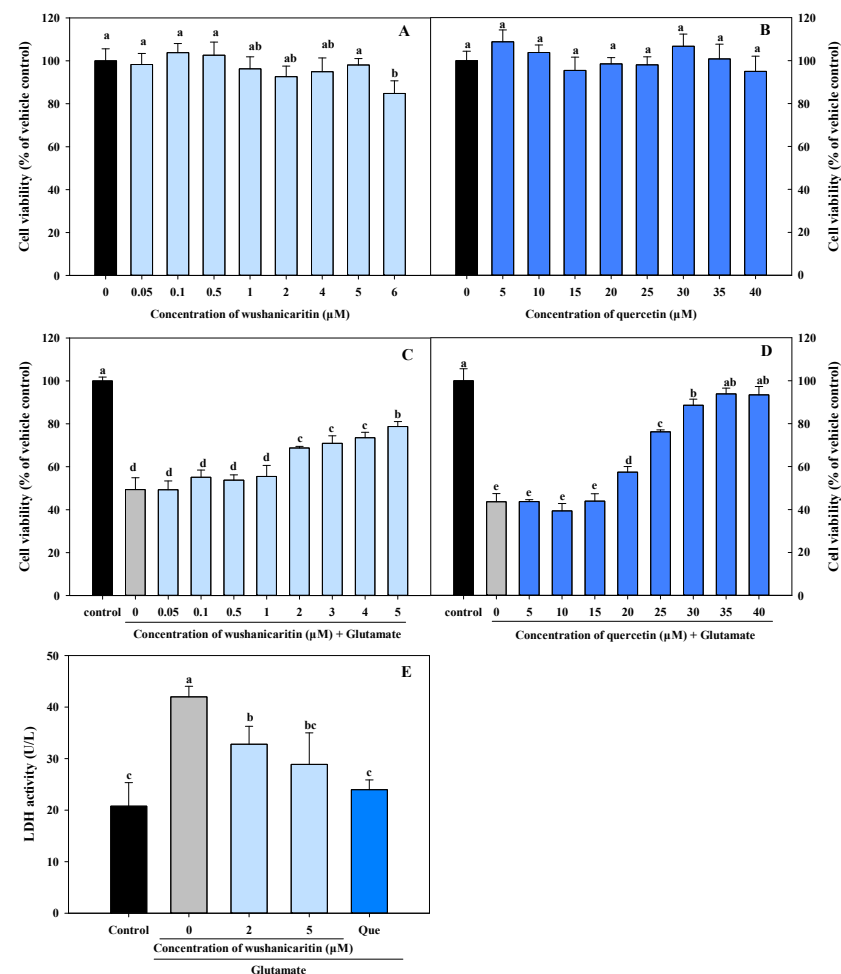 A
B
Cell viability (% of vehicle control)
120
100
80
60
40
20
0
a a a a ab ab ab a b
0 0.05 0.1 0.5 1 2 4 5 6
Concentration of wushanicaritin (µM)
a a a a a a a a a
0 5 10 15 20 25 30 35 40
Concentration of quercetin (µM)
120
100
80
60
40
20
0
Cell viability (% of vehicle control)
C
D
Cell viability (% of vehicle control)
120
100
80
60
40
20
0
a d d d d d c c c b
control 0 0.05 0.1 0.5 1 2 3 4 5
Concentration of wushanicaritin (µM) + Glutamate
a e e e e d c b ab ab
control 0 5 10 15 20 25 30 35 40
Concentration of quercetin (µM) + Glutamate
120
100
80
60
40
20
0
Cell viability (% of vehicle control)
E
LDH activity (U/L)
50
40
30
20
10
0
c a b bc c
Control 0 2 5 Que
Concentration of wushanicaritin (µM)
Glutamate